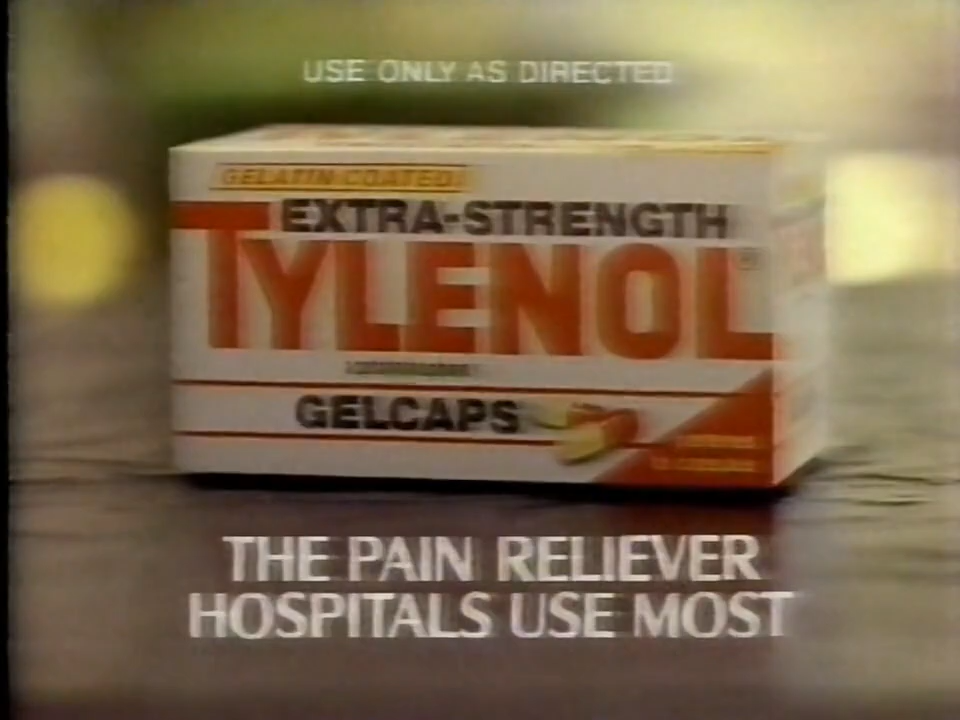 USE ONLY AS DIRECTED
GELATIN COATED
EXTRA-STRENGTH
TYLENOL
GELCAPS
THE PAIN RELIEVER
HOSPITALS USE MOST